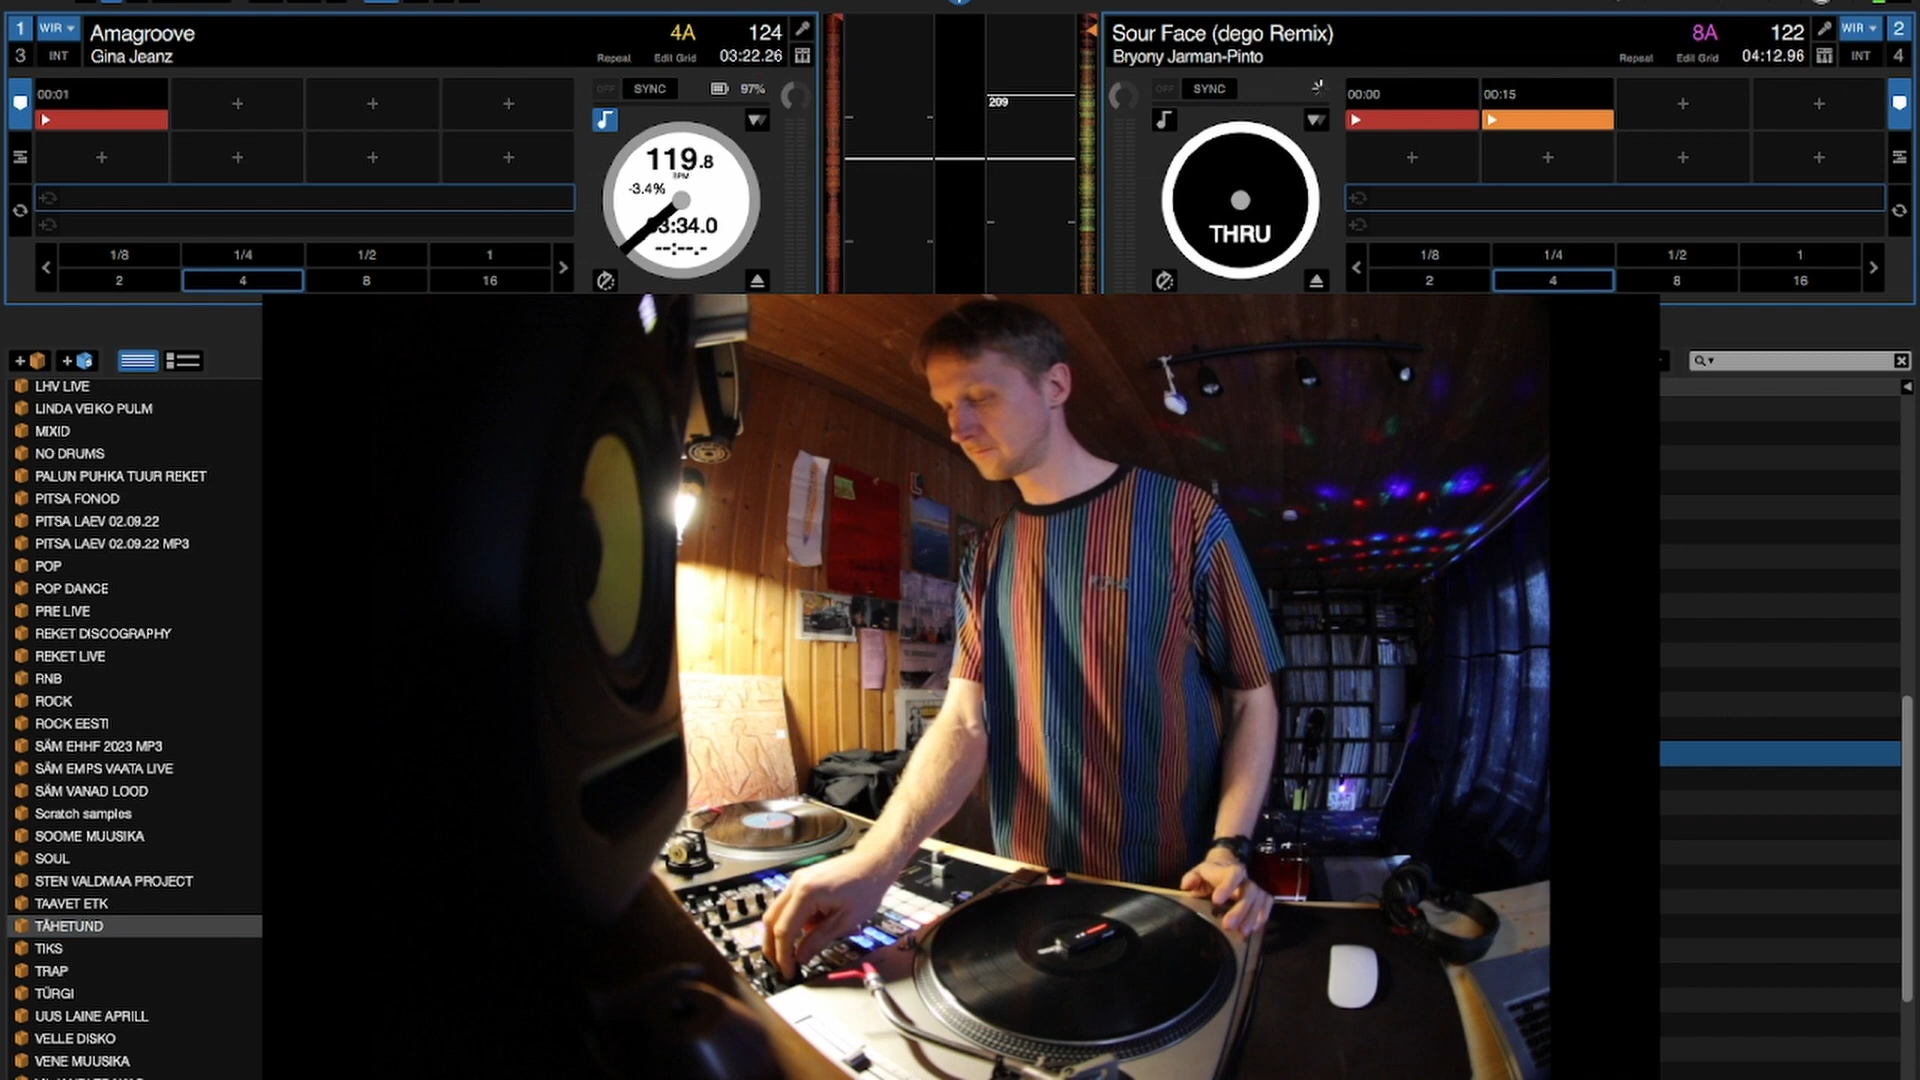 1 WIR Amagroove 4A 124
3 INT Gina Jeanz Repeat Edit Grid 03:22.26
Sour Face (dego Remix) 8A 122 WIR 2
Bryony Jarman-Pinto Repeat Edit Grid 04:12.96 INT 4
00:01
OFF SYNC 97%
209
OFF SYNC
00:00 00:15
119.8
BPM
-3.4%
3:34.0
--:--.-
THRU
1/8 1/4 1/2 1
2 4 8 16
1/8 1/4 1/2 1
2 4 8 16
LHV LIVE
LINDA VEIKO PULM
MIXID
NO DRUMS
PALUN PUHKA TUUR REKET
PITSA FONOD
PITSA LAEV 02.09.22
PITSA LAEV 02.09.22 MP3
POP
POP DANCE
PRE LIVE
REKET DISCOGRAPHY
REKET LIVE
RNB
ROCK
ROCK EESTI
SÄM EHHF 2023 MP3
SÄM EMPS VAATA LIVE
SÄM VANAD LOOD
Scratch samples
SOOME MUUSIKA
SOUL
STEN VALDMAA PROJECT
TAAVET ETK
TÄHETUND
TIKS
TRAP
TÜRGI
UUS LAINE APRILL
VELLE DISKO
VENE MUUSIKA